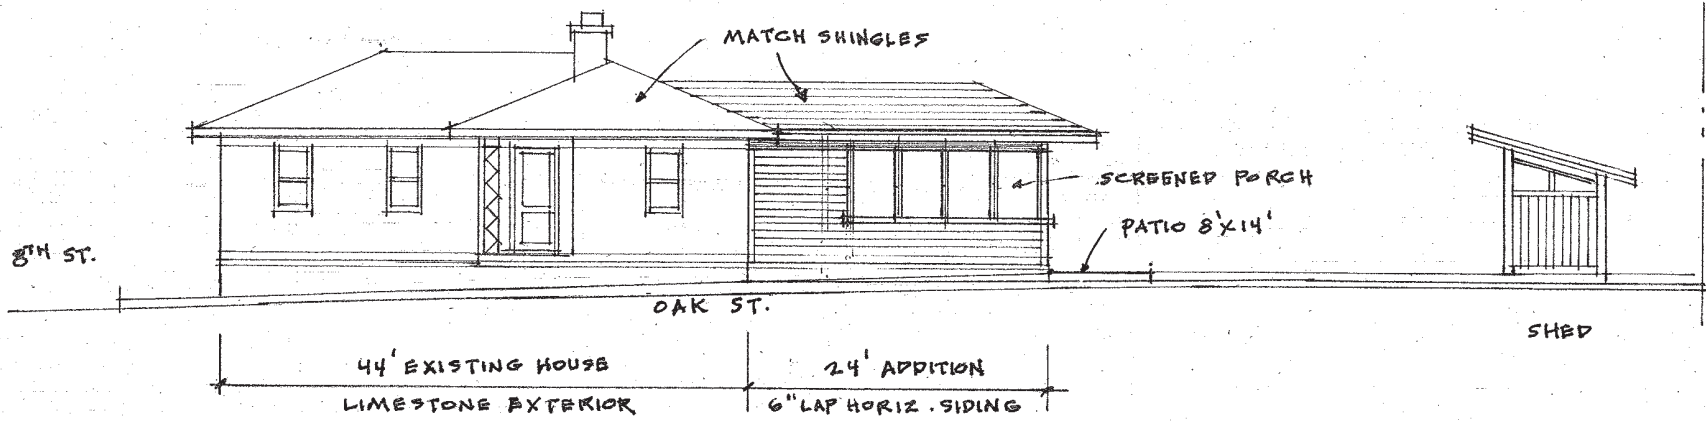 MATCH SHINGLES
SCREENED PORCH
PATIO 8'X14'
8TH ST.
OAK ST.
SHED
44' EXISTING HOUSE
24' ADDITION
LIMESTONE EXTERIOR
6" LAP HORIZ. SIDING